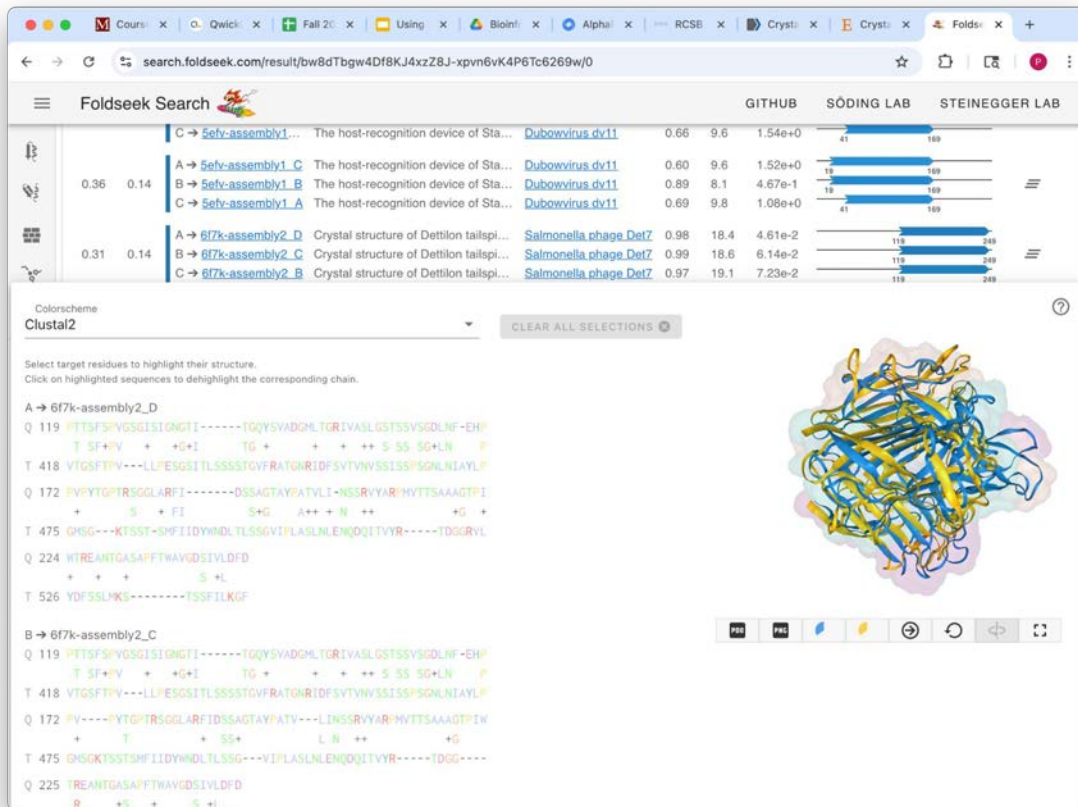 Course
Qwick
Fall 20
Using
Bioinf
Alphal
RCSB
Crysta
Crysta
Foldse
search.foldseek.com/result/bw8dTbgw4Df8KJ4xzZ8J-xpvn6vK4P6Tc6269w/0
P
Foldseek Search
GITHUB SÖDING LAB STEINEGGER LAB
C → 5efv-assembly1... The host-recognition device of Sta... Dubowvirus dv11 0.66 9.6 1.54e+0
41 169
A → 5efv-assembly1_C The host-recognition device of Sta... Dubowvirus dv11 0.60 9.6 1.52e+0
19 169
0.36 0.14 B → 5efv-assembly1_B The host-recognition device of Sta... Dubowvirus dv11 0.89 8.1 4.67e-1
19 169
C → 5efv-assembly1_A The host-recognition device of Sta... Dubowvirus dv11 0.69 9.8 1.08e+0
41 169
A → 6f7k-assembly2_D Crystal structure of Dettilon tailspi... Salmonella phage Det7 0.98 18.4 4.61e-2
119 249
0.31 0.14 B → 6f7k-assembly2_C Crystal structure of Dettilon tailspi... Salmonella phage Det7 0.99 18.6 6.14e-2
119 249
C → 6f7k-assembly2_B Crystal structure of Dettilon tailspi... Salmonella phage Det7 0.97 19.1 7.23e-2
119 249
Colorscheme
Clustal2
CLEAR ALL SELECTIONS
Select target residues to highlight their structure.
Click on highlighted sequences to dehighlight the corresponding chain.
A → 6f7k-assembly2_D
Q 119 PTTSFSPVGSGISIGNGTI------TGQYSVADGMLTGRIVASLGSTSSVSGDLNF-EHP
T SF+PV + +G+I TG + + + ++ S SS SG+LN P
T 418 VTGSFTPV---LLPESGSITLSSSSTGVFRATGNRIDFSVTVNVSSISSPSGNLNIAYLP
Q 172 PVPYTGPTRSGGLARFI-------DSSAGTAYPATVLI-NSSRVYARPMVTTSAAAGTPI
+ S + FI S+G A++ + N ++ +G +
T 475 GMSG---KTSST-SMFIIDYWNDLTLSSGVIPLASLNLENQDQITVYR----TDGGRVL
Q 224 WTREANTGASAPFTWAVGDSIVLDFD
+ + + S +L
T 526 YDFSSLMKS--------TSSFILKGF
B → 6f7k-assembly2_C
Q 119 PTTSFSPVGSGISIGNGTI------TGQYSVADGMLTGRIVASLGSTSSVSGDLNF-EHP
T SF+PV + +G+I TG + + + ++ S SS SG+LN P
T 418 VTGSFTPV---LLPESGSITLSSSSTGVFRATGNRIDFSVTVNVSSISSPSGNLNIAYLP
Q 172 PV----PYTGPTRSGGLARFIDSSAGTAYPATV---LINSSRVYARPMVTTSAAAGTPIW
+ T + SS+ L N ++ +G
T 475 GMSGKTSSTSMFIIDYWNDLTLSSG---VIPLASLNLENQDQITVYR-----TDGG----
Q 225 TREANTGASAPFTWAVGDSIVLDFD
R +S + S +L
PDB
PNG